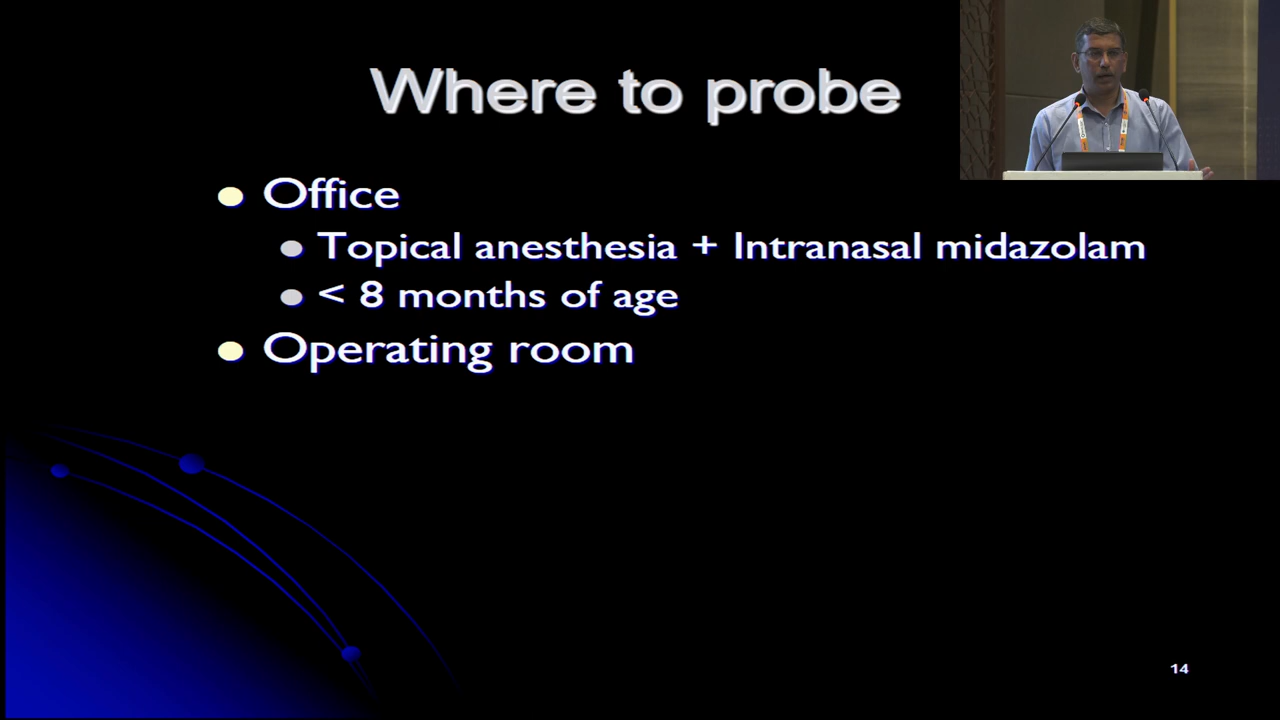 Where to probe
Office
Topical anesthesia + Intranasal midazolam
< 8 months of age
Operating room
14